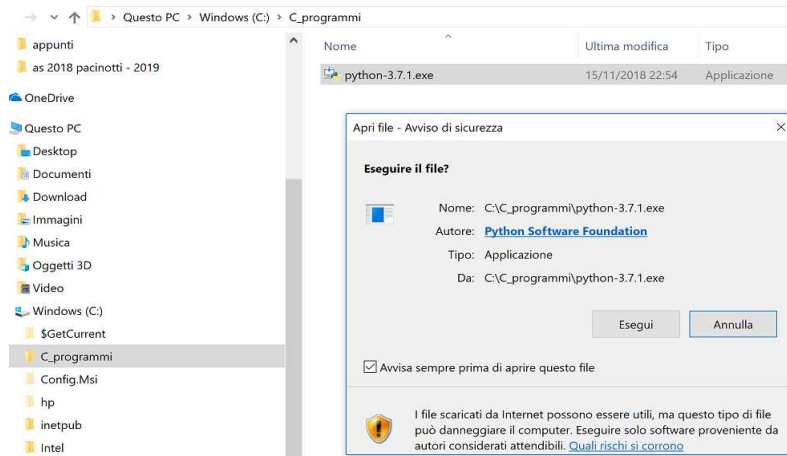 Questo PC > Windows (C:) > C_programmi
appunti
as 2018 pacinotti - 2019
OneDrive
Questo PC
Desktop
Documenti
Download
Immagini
Musica
Oggetti 3D
Video
Windows (C:)
$GetCurrent
C_programmi
Config.Msi
hp
inetpub
Intel
Nome Ultima modifica Tipo
python-3.7.1.exe 15/11/2018 22:54 Applicazione
Apri file - Avviso di sicurezza
Eseguire il file?
Nome: C:\C_programmi\python-3.7.1.exe
Autore: Python Software Foundation
Tipo: Applicazione
Da: C:\C_programmi\python-3.7.1.exe
Esegui Annulla
Avvisa sempre prima di aprire questo file
I file scaricati da Internet possono essere utili, ma questo tipo di file
può danneggiare il computer. Eseguire solo software proveniente da
autori considerati attendibili. Quali rischi si corrono